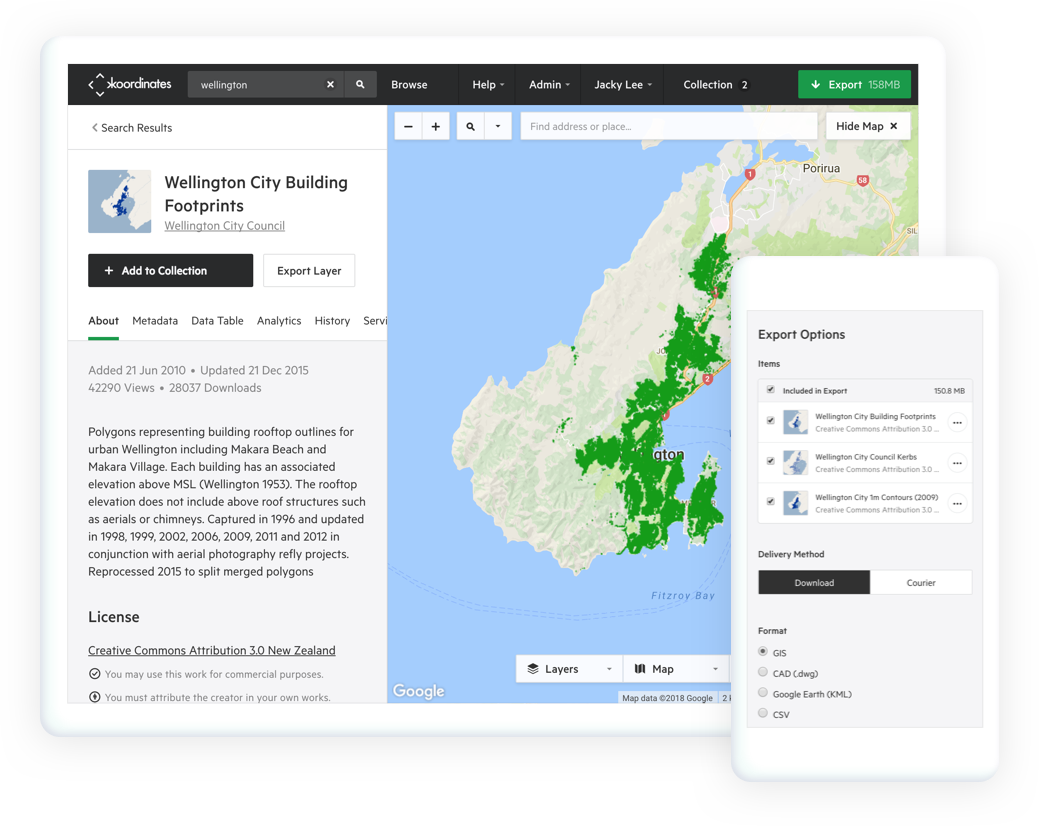 koordinates
wellington
Browse
Help
Admin
Jacky Lee
Collection 2
Export 158MB
Search Results
Find address or place...
Hide Map
Wellington City Building
Footprints
Wellington City Council
+ Add to Collection
Export Layer
About Metadata Data Table Analytics History Servi
Added 21 Jun 2010 • Updated 21 Dec 2015
42290 Views • 28037 Downloads
Polygons representing building rooftop outlines for
urban Wellington including Makara Beach and
Makara Village. Each building has an associated
elevation above MSL (Wellington 1953). The rooftop
elevation does not include above roof structures such
as aerials or chimneys. Captured in 1996 and updated
in 1998, 1999, 2002, 2006, 2009, 2011 and 2012 in
conjunction with aerial photography refly projects.
Reprocessed 2015 to split merged polygons
License
Creative Commons Attribution 3.0 New Zealand
You may use this work for commercial purposes.
You must attribute the creator in your own works.
1
Porirua
58
SIL
1
JO
2
1
gton
Fitzroy Bay
Layers
Map
Google
Map data ©2018 Google
2 k
Export Options
Items
Included in Export 150.8 MB
Wellington City Building Footprints
Creative Commons Attribution 3.0 ...
Wellington City Council Kerbs
Creative Commons Attribution 3.0 ...
Wellington City 1m Contours (2009)
Creative Commons Attribution 3.0 ...
Delivery Method
Download
Courier
Format
GIS
CAD (.dwg)
Google Earth (KML)
CSV